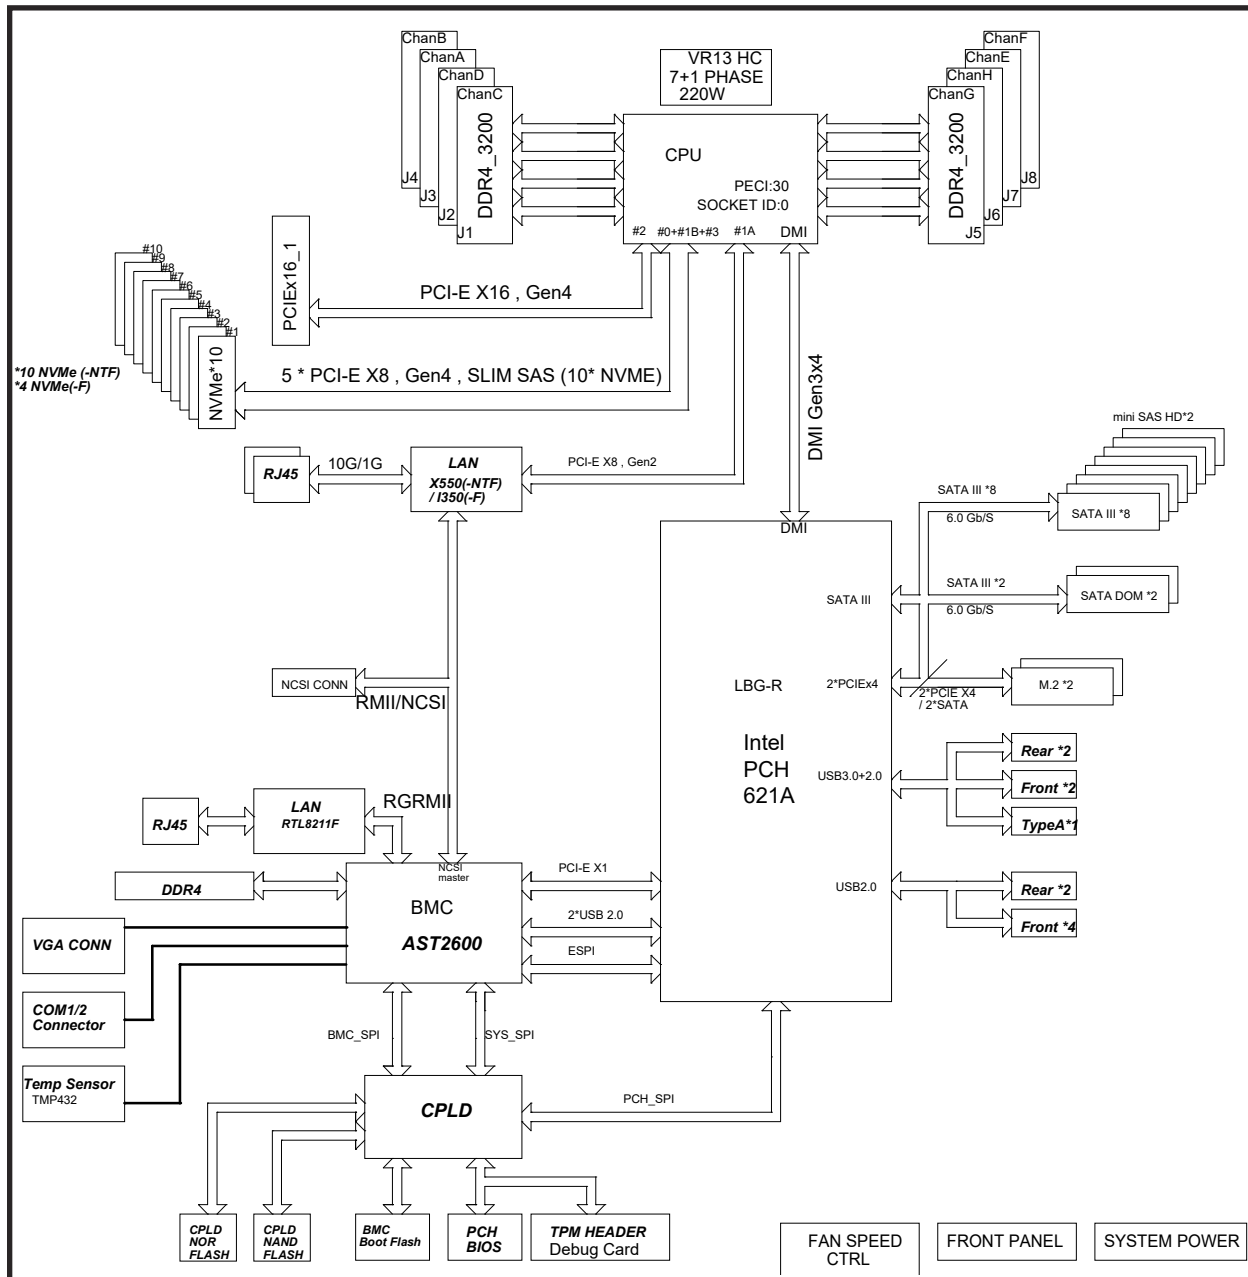 ChanB
ChanA
ChanD
ChanC
DDR4_3200
J4
J3
J2
J1
VR13 HC
7+1 PHASE
220W
ChanF
ChanE
ChanH
ChanG
DDR4_3200
J8
J7
J6
J5
CPU
PECI:30
SOCKET ID:0
#2
#0+#1B+#3
#1A
DMI
PCIEx16_1
PCI-E X16 , Gen4
#10
#9
#8
#7
#6
#5
#4
#3
#2
#1
NVMe*10
*10 NVMe (-NTF)
*4 NVMe(-F)
5 * PCI-E X8 , Gen4 , SLIM SAS (10* NVME)
DMI Gen3x4
RJ45
10G/1G
LAN
X550(-NTF)
/ I350(-F)
PCI-E X8 , Gen2
mini SAS HD*2
SATA III *8
6.0 Gb/S
SATA III *8
DMI
SATA III
SATA III *2
6.0 Gb/S
SATA DOM *2
NCSI CONN
RMII/NCSI
LBG-R
2*PCIEx4
2*PCIE X4
/ 2*SATA
M.2 *2
Intel
PCH
621A
USB3.0+2.0
Rear *2
Front *2
TypeA*1
RJ45
LAN
RTL8211F
RGRMII
DDR4
NCSI
master
BMC
AST2600
PCI-E X1
2*USB 2.0
ESPI
USB2.0
Rear *2
Front *4
VGA CONN
COM1/2
Connector
Temp Sensor
TMP432
BMC_SPI
SYS_SPI
CPLD
PCH_SPI
CPLD
NOR
FLASH
CPLD
NAND
FLASH
BMC
Boot Flash
PCH
BIOS
TPM HEADER
Debug Card
FAN SPEED
CTRL
FRONT PANEL
SYSTEM POWER